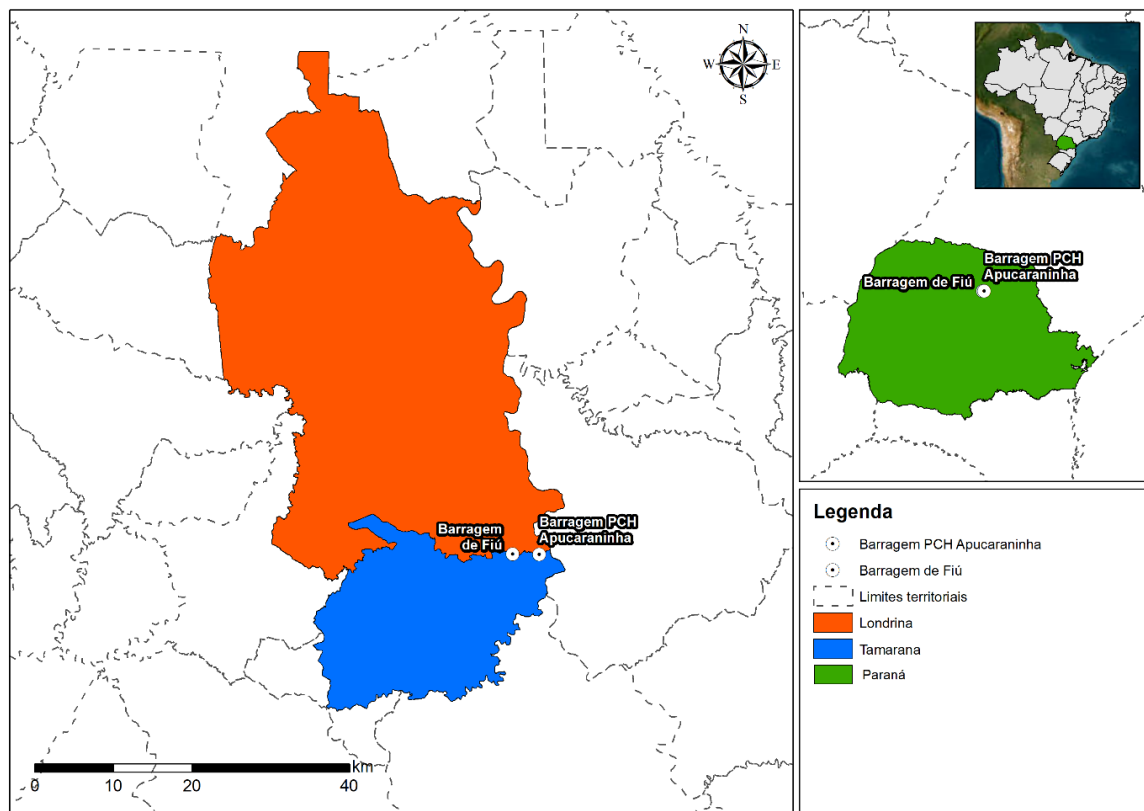 N
W E
S
Barragem
de Fiú
Barragem PCH
Apucaraninha
km
0 10 20 40
Barragem PCH
Apucaraninha
Barragem de Fiú
Legenda
Barragem PCH Apucaraninha
Barragem de Fiú
Limites territoriais
Londrina
Tamarana
Paraná